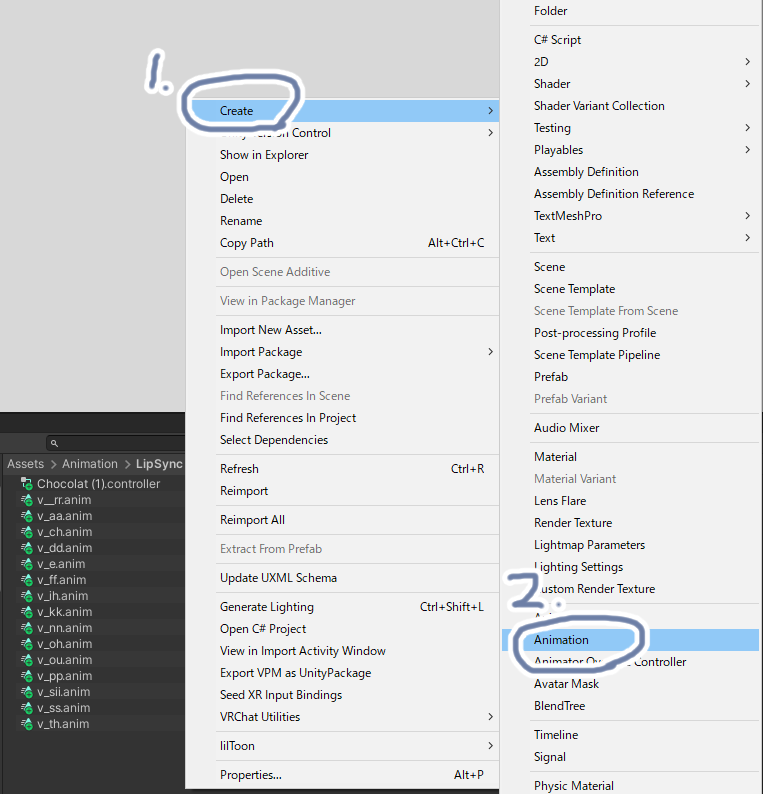 1.
Create
Control
Show in Explorer
Open
Delete
Rename
Copy Path Alt+Ctrl+C
Open Scene Additive
View in Package Manager
Import New Asset...
Import Package
Export Package...
Find References In Scene
Find References In Project
Select Dependencies
Refresh Ctrl+R
Reimport
Reimport All
Extract From Prefab
Update UXML Schema
Generate Lighting Ctrl+Shift+L
Open C# Project
View in Import Activity Window
Export VPM as UnityPackage
Seed XR Input Bindings
VRChat Utilities
lilToon
Properties... Alt+P
Folder
C# Script
2D
Shader
Shader Variant Collection
Testing
Playables
Assembly Definition
Assembly Definition Reference
TextMeshPro
Text
Scene
Scene Template
Scene Template From Scene
Post-processing Profile
Scene Template Pipeline
Prefab
Prefab Variant
Audio Mixer
Material
Material Variant
Lens Flare
Render Texture
Lightmap Parameters
Lighting Settings
Custom Render Texture
2.
Animation
Animator Controller
Avatar Mask
BlendTree
Timeline
Signal
Physic Material
Assets > Animation > LipSync
Chocolat (1).controller
v__rr.anim
v_aa.anim
v_ch.anim
v_dd.anim
v_e.anim
v_ff.anim
v_ih.anim
v_kk.anim
v_nn.anim
v_oh.anim
v_ou.anim
v_pp.anim
v_sii.anim
v_ss.anim
v_th.anim